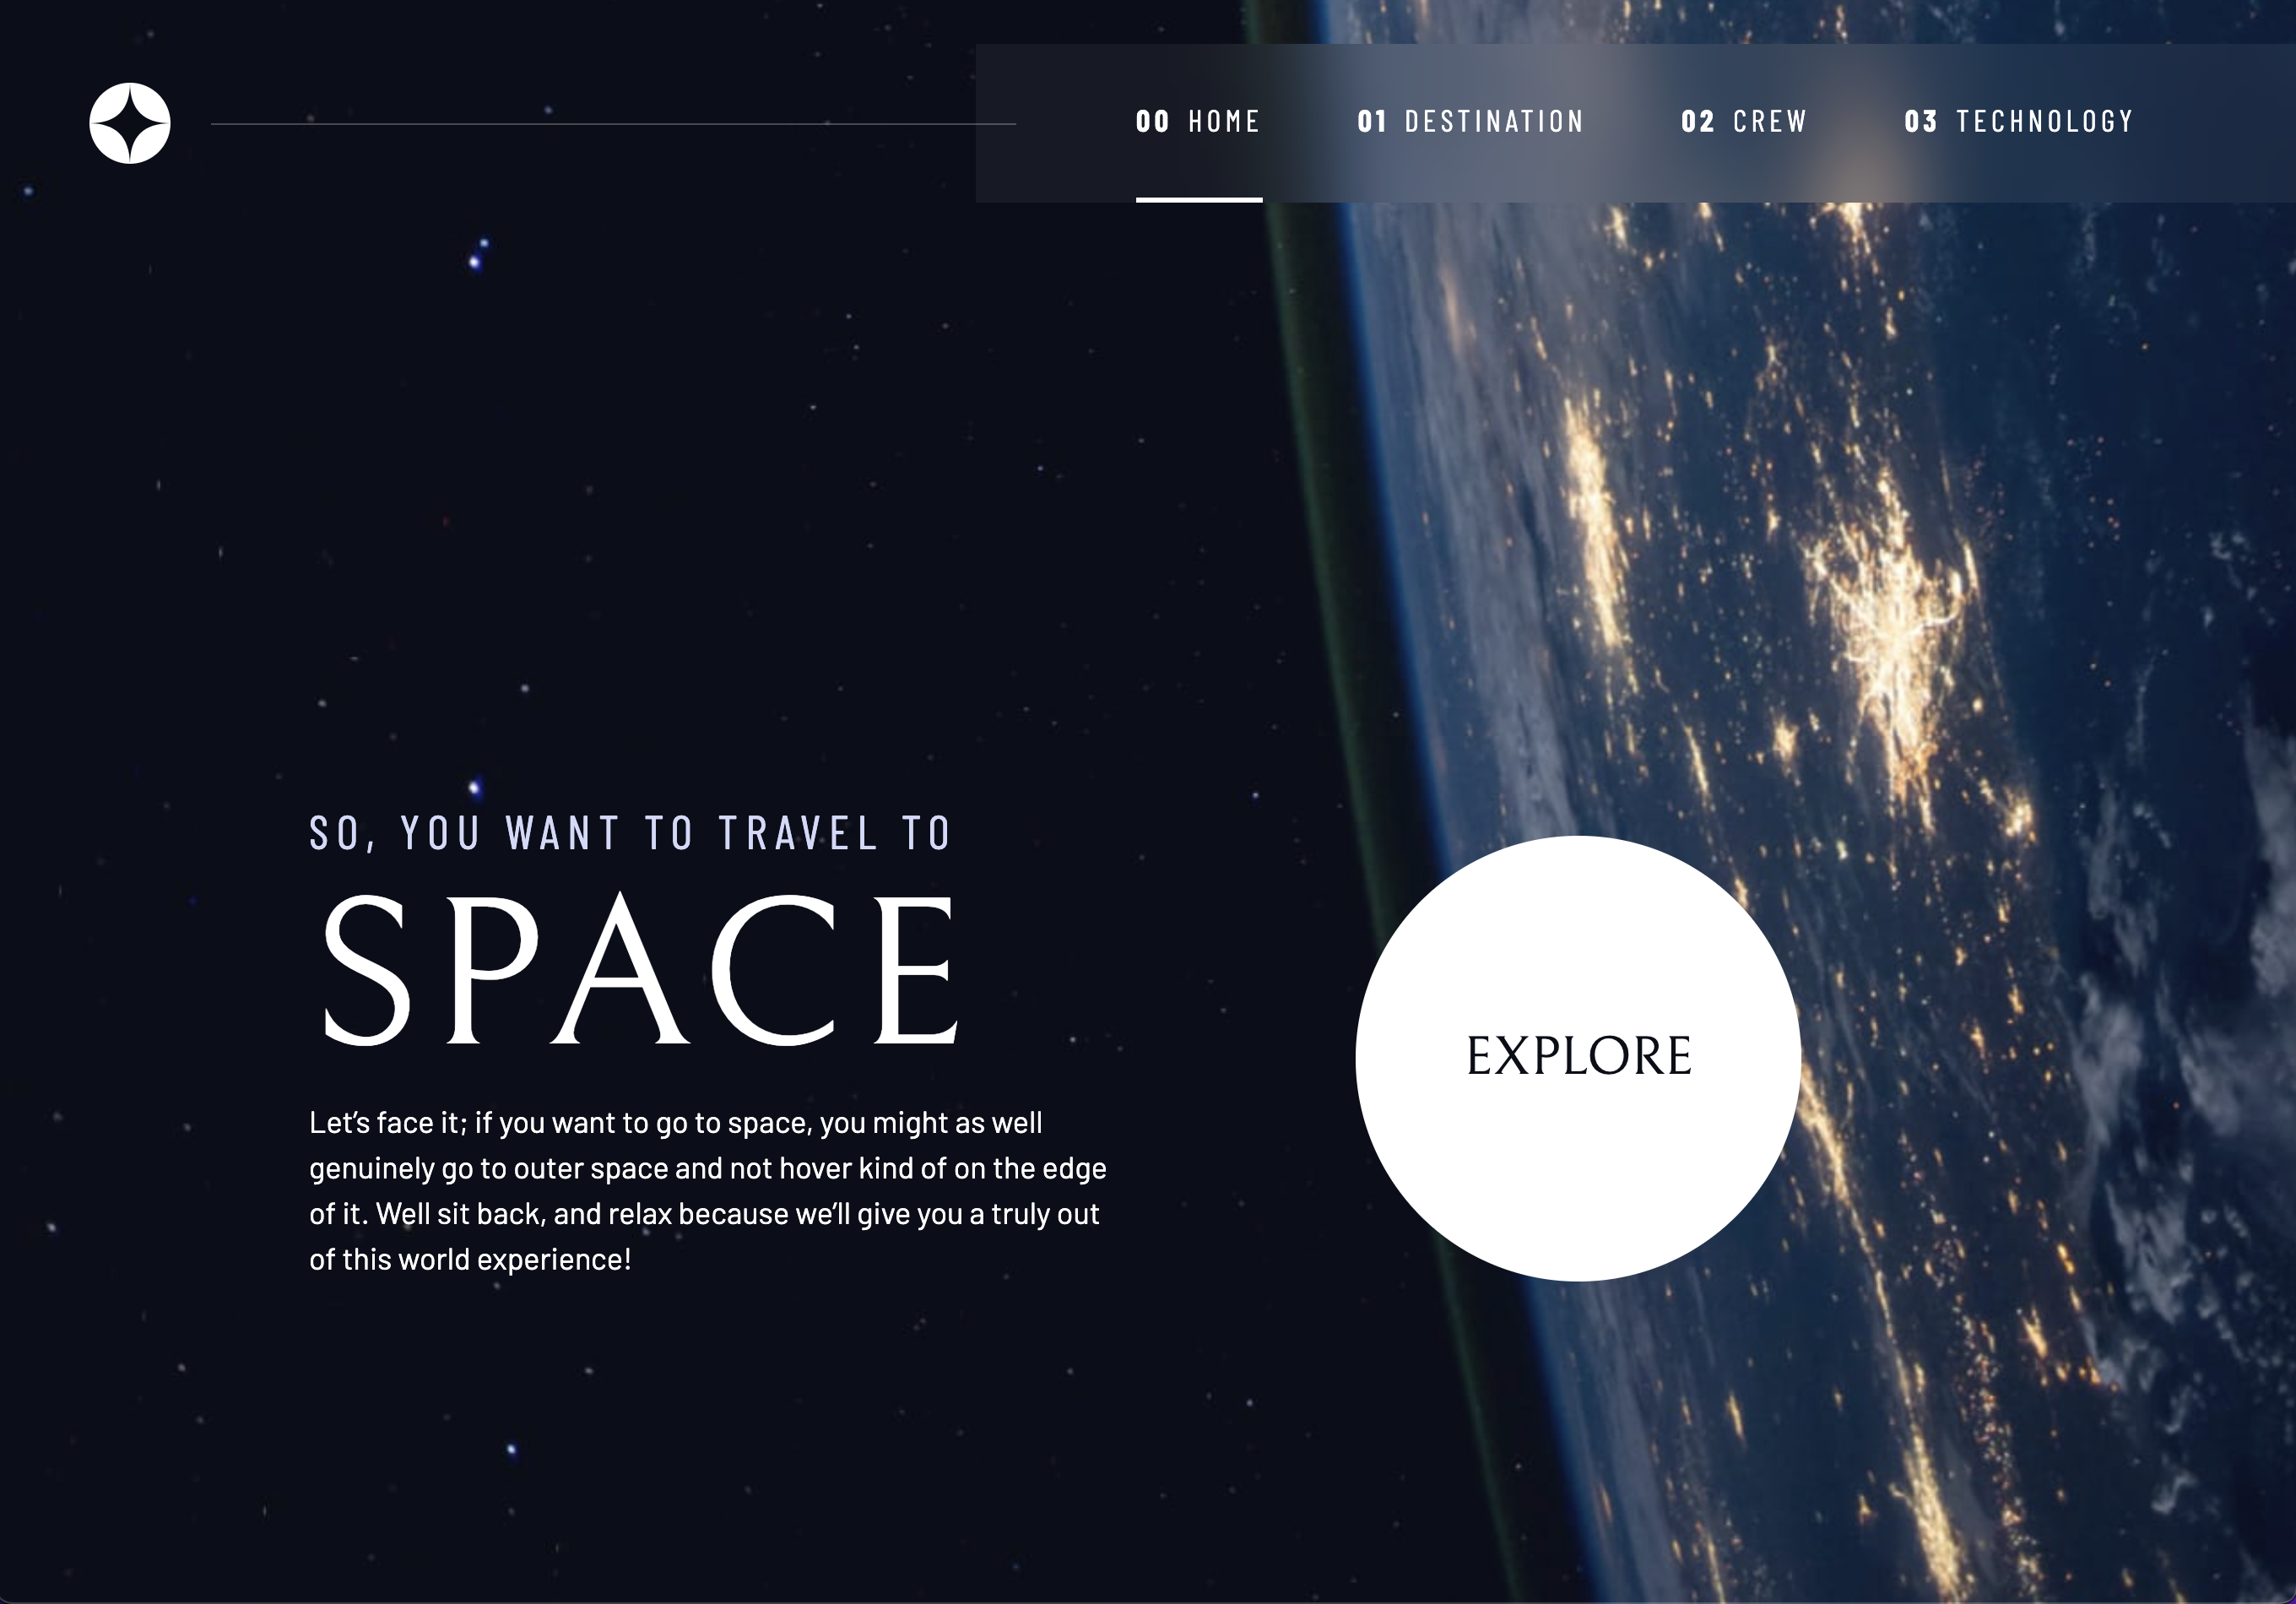 00 HOME 01 DESTINATION 02 CREW 03 TECHNOLOGY
SO, YOU WANT TO TRAVEL TO
SPACE
Let’s face it; if you want to go to space, you might as well
genuinely go to outer space and not hover kind of on the edge
of it. Well sit back, and relax because we’ll give you a truly out
of this world experience!
EXPLORE